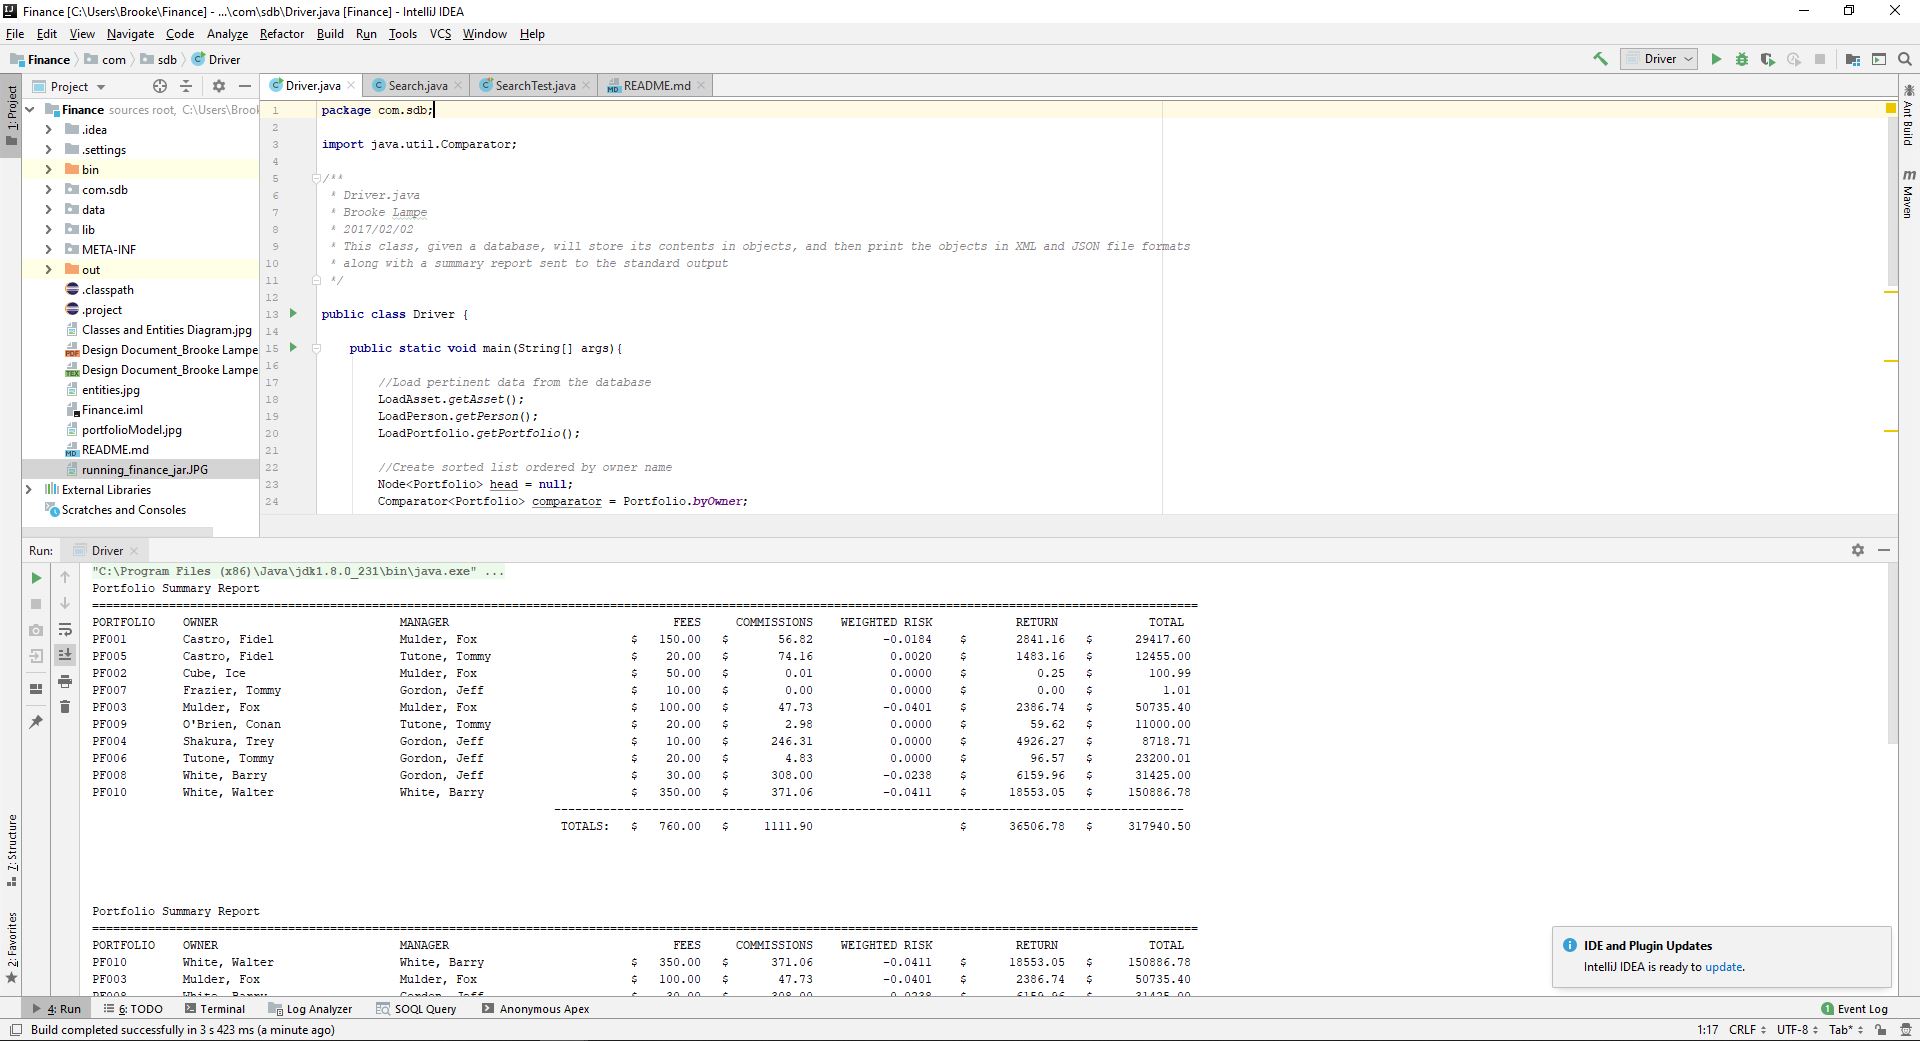 Finance [C:\Users\Brooke\Finance] - ...\com\sdb\Driver.java [Finance] - IntelliJ IDEA
File Edit View Navigate Code Analyze Refactor Build Run Tools VCS Window Help
Finance com sdb Driver
Driver
Project
Driver.java Search.java SearchTest.java README.md
1: Project
Finance sources root, C:\Users\Broo
.idea
.settings
bin
com.sdb
data
lib
META-INF
out
.classpath
.project
Classes and Entities Diagram.jpg
Design Document_Brooke Lampe
Design Document_Brooke Lampe
entities.jpg
Finance.iml
portfolioModel.jpg
README.md
running_finance_jar.JPG
External Libraries
Scratches and Consoles
1 package com.sdb;
2
3 import java.util.Comparator;
4
5 /**
6 * Driver.java
7 * Brooke Lampe
8 * 2017/02/02
9 * This class, given a database, will store its contents in objects, and then print the objects in XML and JSON file formats
10 * along with a summary report sent to the standard output
11 */
12
13 public class Driver {
14
15 public static void main(String[] args){
16
17 //Load pertinent data from the database
18 LoadAsset.getAsset();
19 LoadPerson.getPerson();
20 LoadPortfolio.getPortfolio();
21
22 //Create sorted list ordered by owner name
23 Node<Portfolio> head = null;
24 Comparator<Portfolio> comparator = Portfolio.byOwner;
Ant Build
Maven
Run: Driver
"C:\Program Files (x86)\Java\jdk1.8.0_231\bin\java.exe" ...
Portfolio Summary Report
PORTFOLIO OWNER MANAGER FEES COMMISSIONS WEIGHTED RISK RETURN TOTAL
PF001 Castro, Fidel Mulder, Fox $ 150.00 $ 56.82 -0.0184 $ 2841.16 $ 29417.60
PF005 Castro, Fidel Tutone, Tommy $ 20.00 $ 74.16 0.0020 $ 1483.16 $ 12455.00
PF002 Cube, Ice Mulder, Fox $ 50.00 $ 0.01 0.0000 $ 0.25 $ 100.99
PF007 Frazier, Tommy Gordon, Jeff $ 10.00 $ 0.00 0.0000 $ 0.00 $ 1.01
PF003 Mulder, Fox Mulder, Fox $ 100.00 $ 47.73 -0.0401 $ 2386.74 $ 50735.40
PF009 O'Brien, Conan Tutone, Tommy $ 20.00 $ 2.98 0.0000 $ 59.62 $ 11000.00
PF004 Shakura, Trey Gordon, Jeff $ 10.00 $ 246.31 0.0000 $ 4926.27 $ 8718.71
PF006 Tutone, Tommy Gordon, Jeff $ 20.00 $ 4.83 0.0000 $ 96.57 $ 23200.01
PF008 White, Barry Gordon, Jeff $ 30.00 $ 308.00 -0.0238 $ 6159.96 $ 31425.00
PF010 White, Walter White, Barry $ 350.00 $ 371.06 -0.0411 $ 18553.05 $ 150886.78
TOTALS: $ 760.00 $ 1111.90 $ 36506.78 $ 317940.50
Portfolio Summary Report
PORTFOLIO OWNER MANAGER FEES COMMISSIONS WEIGHTED RISK RETURN TOTAL
PF010 White, Walter White, Barry $ 350.00 $ 371.06 -0.0411 $ 18553.05 $ 150886.78
PF003 Mulder, Fox Mulder, Fox $ 100.00 $ 47.73 -0.0401 $ 2386.74 $ 50735.40
PF008 White, Barry Gordon, Jeff $ 30.00 $ 308.00 -0.0238 $ 6159.96 $ 31425.00
7: Structure
2: Favorites
IDE and Plugin Updates
IntelliJ IDEA is ready to update.
4: Run 6: TODO Terminal Log Analyzer SOQL Query Anonymous Apex 1 Event Log
Build completed successfully in 3 s 423 ms (a minute ago) 1:17 CRLF UTF-8 Tab*